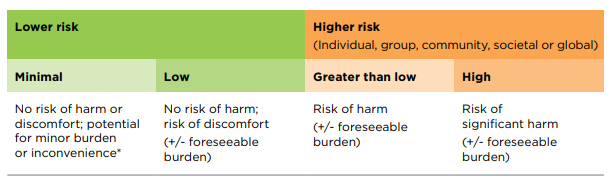 Lower risk
Higher risk
(Individual, group, community, societal or global)
Minimal
Low
Greater than low
High
No risk of harm or
discomfort; potential
for minor burden
or inconvenience*
No risk of harm;
risk of discomfort
(+/- foreseeable
burden)
Risk of harm
(+/- foreseeable
burden)
Risk of
significant harm
(+/- foreseeable
burden)